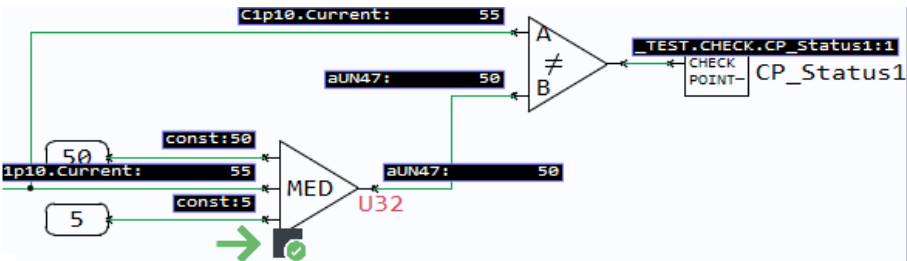 C1p10.Current: 55
A
_TEST.CHECK.CP_Status1:1
≠
CHECK
POINT
CP_Status1
aUN47: 50
B
const:50
50
1p10.Current: 55
aUN47: 50
MED
const:5
U32
5